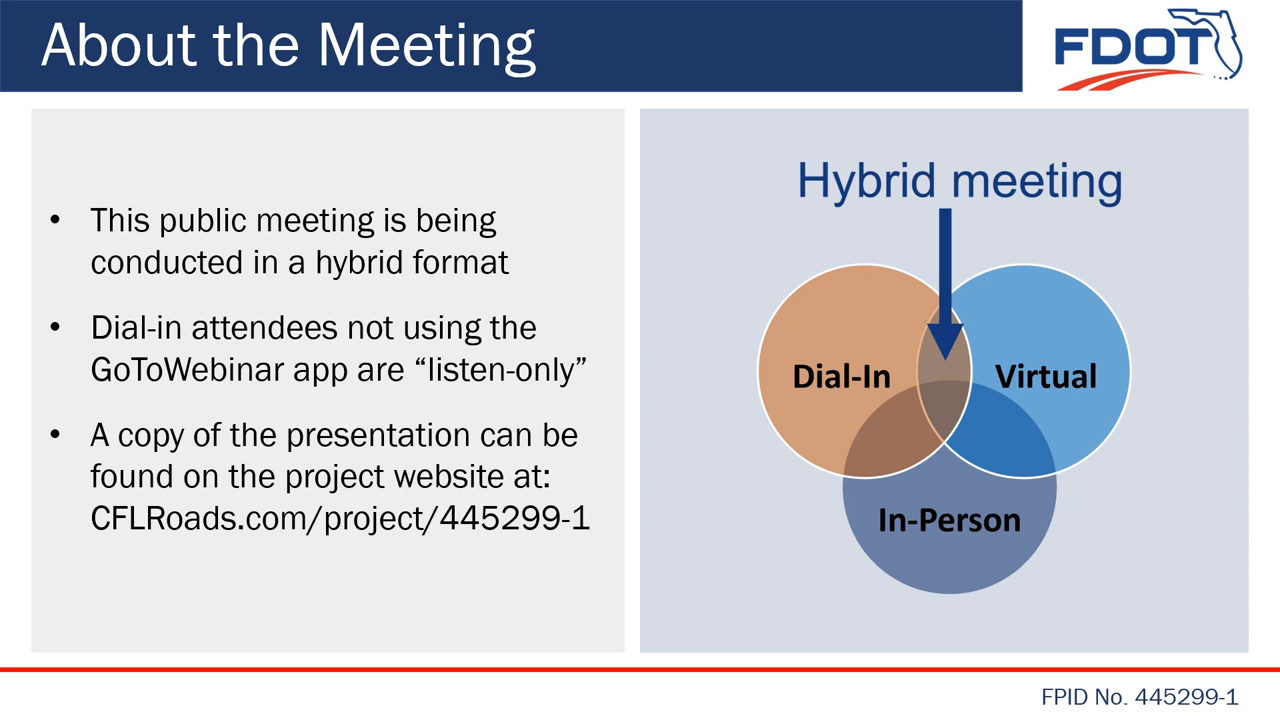 About the Meeting
FDOT
• This public meeting is being
conducted in a hybrid format
• Dial-in attendees not using the
GoToWebinar app are “listen-only”
• A copy of the presentation can be
found on the project website at:
CFLRoads.com/project/445299-1
Hybrid meeting
Dial-In
Virtual
In-Person
FPID No. 445299-1